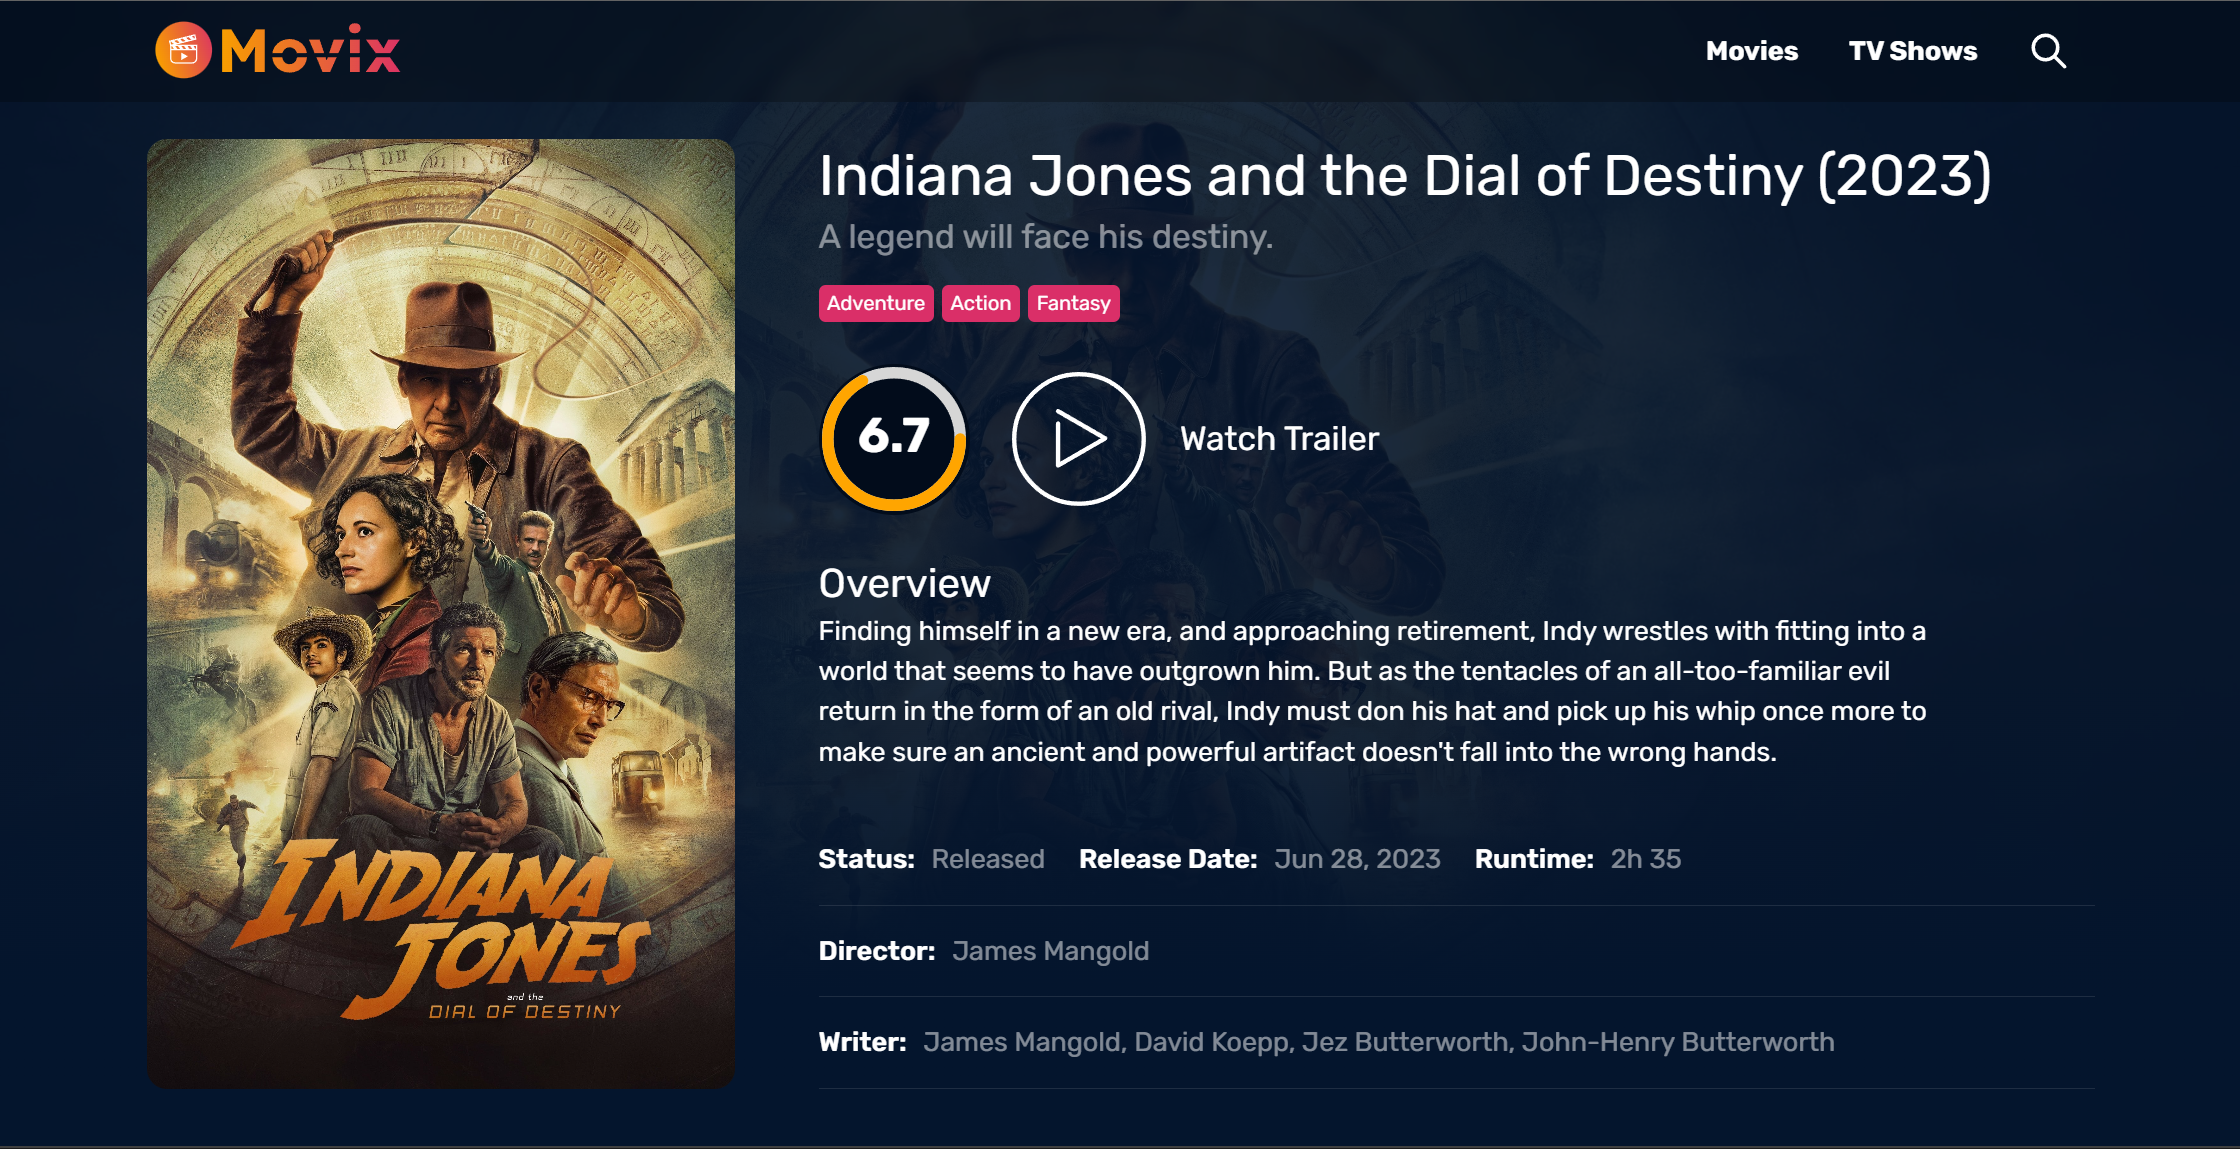 Movix
Movies
TV Shows
Indiana Jones and the Dial of Destiny (2023)
A legend will face his destiny.
Adventure
Action
Fantasy
6.7
Watch Trailer
Overview
Finding himself in a new era, and approaching retirement, Indy wrestles with fitting into a
world that seems to have outgrown him. But as the tentacles of an all-too-familiar evil
return in the form of an old rival, Indy must don his hat and pick up his whip once more to
make sure an ancient and powerful artifact doesn't fall into the wrong hands.
Status: Released Release Date: Jun 28, 2023 Runtime: 2h 35
Director: James Mangold
Writer: James Mangold, David Koepp, Jez Butterworth, John-Henry Butterworth
INDIANA
JONES
and the
DIAL OF DESTINY